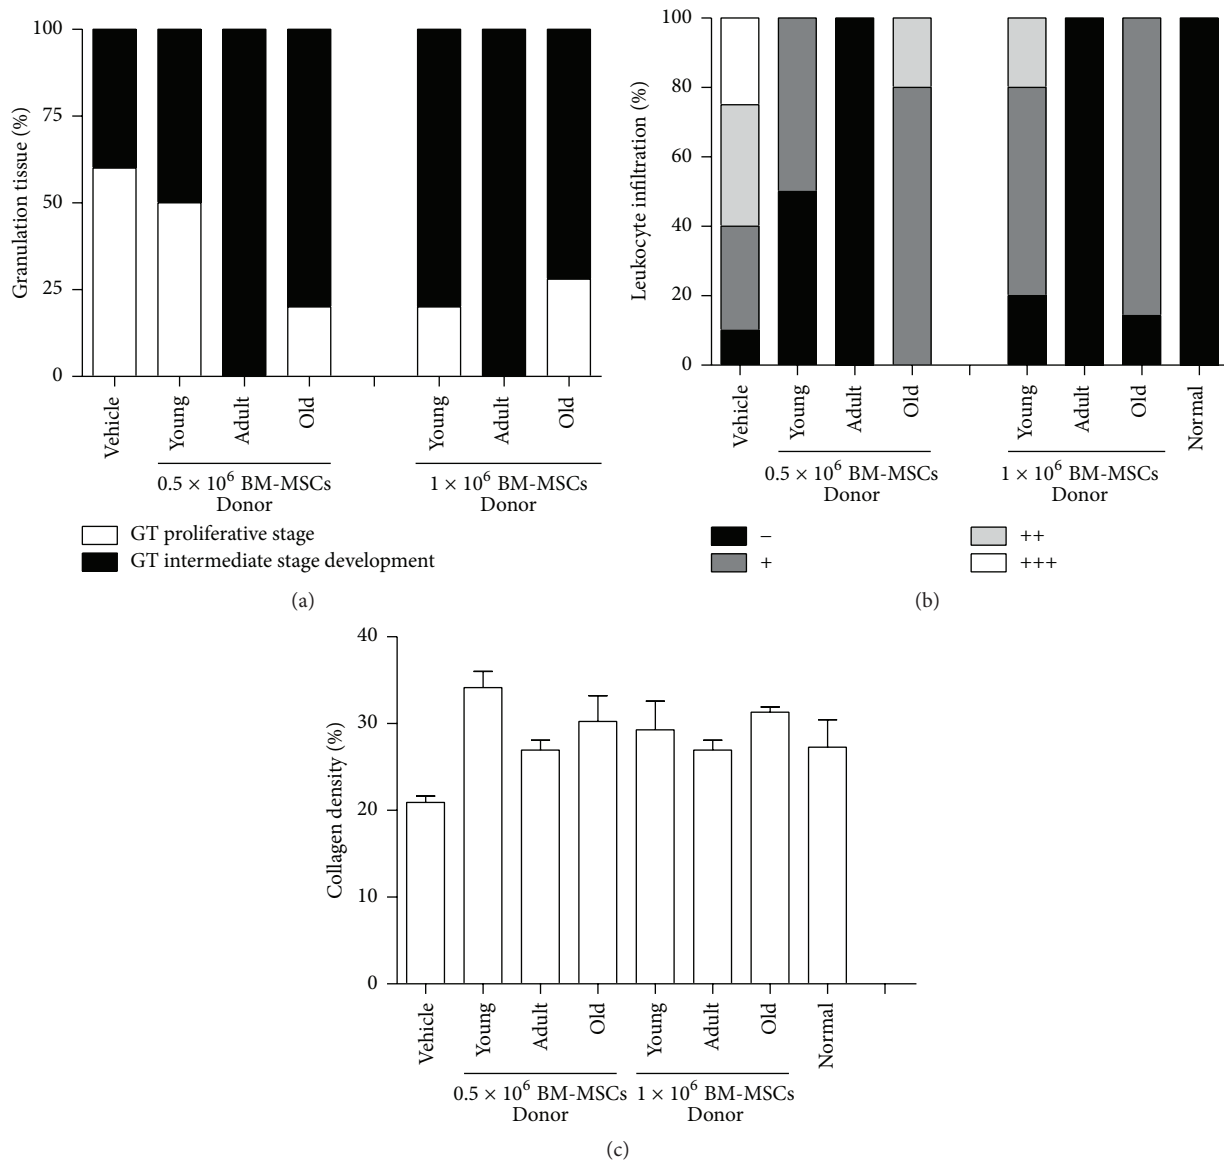 100
75
50
25
0
Granulation tissue (%)
Vehicle
Young
Adult
Old
Young
Adult
Old
0.5 × 10⁶ BM-MSCs
Donor
1 × 10⁶ BM-MSCs
Donor
GT proliferative stage
GT intermediate stage development
(a)
100
80
60
40
20
0
Leukocyte infiltration (%)
Vehicle
Young
Adult
Old
Young
Adult
Old
Normal
0.5 × 10⁶ BM-MSCs
Donor
1 × 10⁶ BM-MSCs
Donor
−
+
++
+++
(b)
40
30
20
10
0
Collagen density (%)
Vehicle
Young
Adult
Old
Young
Adult
Old
Normal
0.5 × 10⁶ BM-MSCs
Donor
1 × 10⁶ BM-MSCs
Donor
(c)